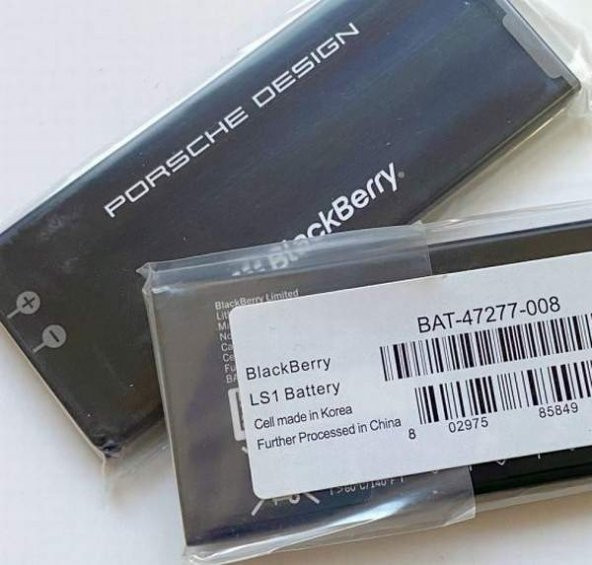 PORSCHE DESIGN
BlackBerry
BlackBerry Limited
BAT-47277-008
BlackBerry
LS1 Battery
Cell made in Korea
Further Processed in China
8 02975 85849